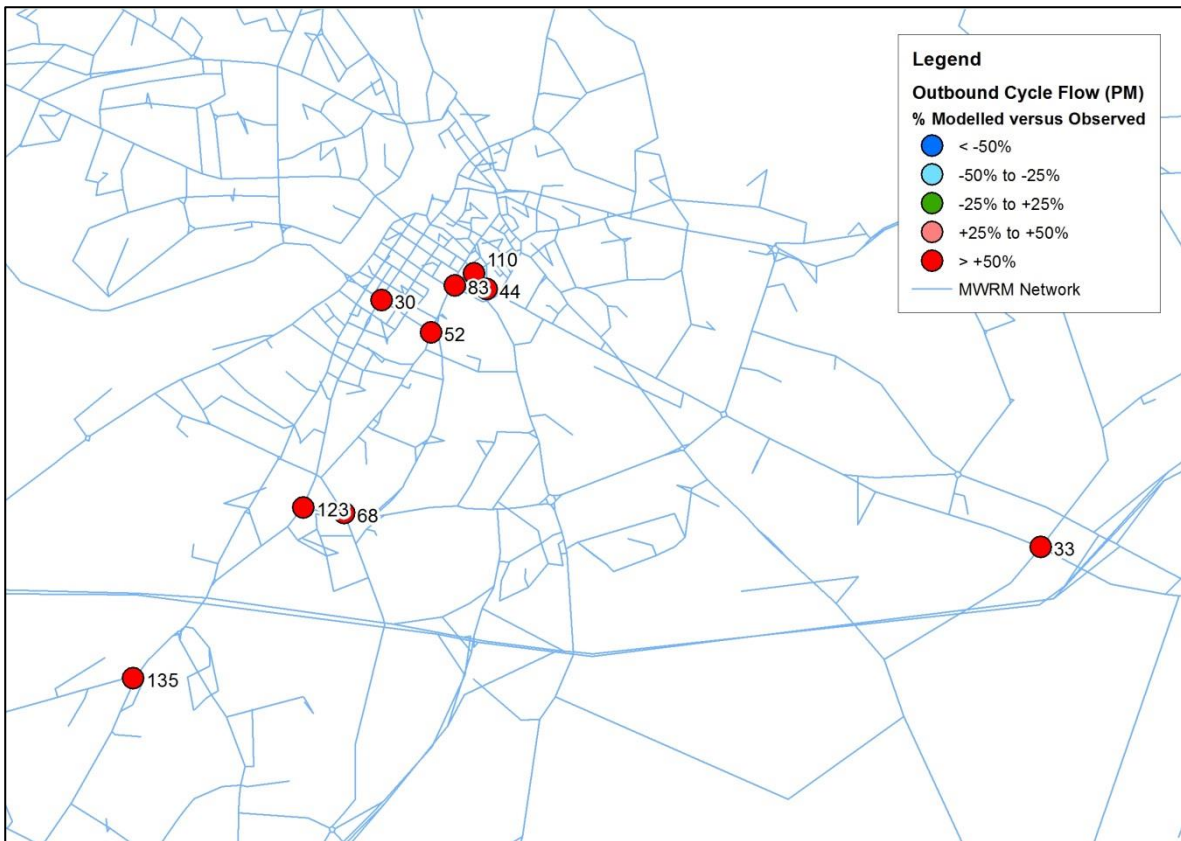 Legend
Outbound Cycle Flow (PM)
% Modelled versus Observed
< -50%
-50% to -25%
-25% to +25%
+25% to +50%
> +50%
MWRM Network
110
83
44
30
52
123
68
33
135